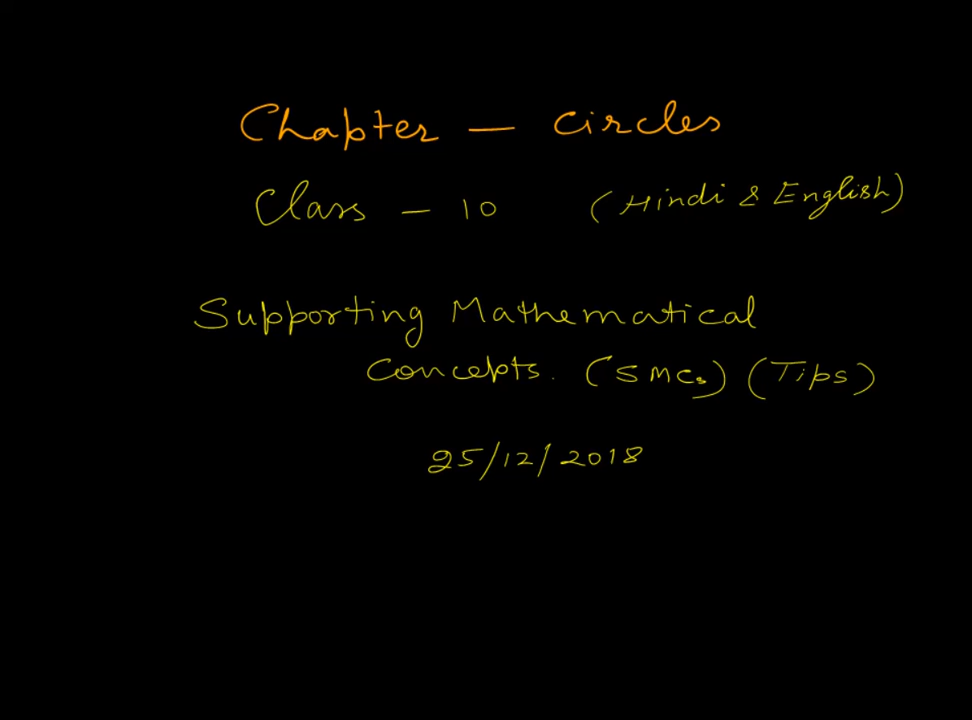 Chapter - circles
Class - 10 (Hindi & English)
Supporting Mathematical
Concepts. (SMCs) (Tips)
25/12/2018